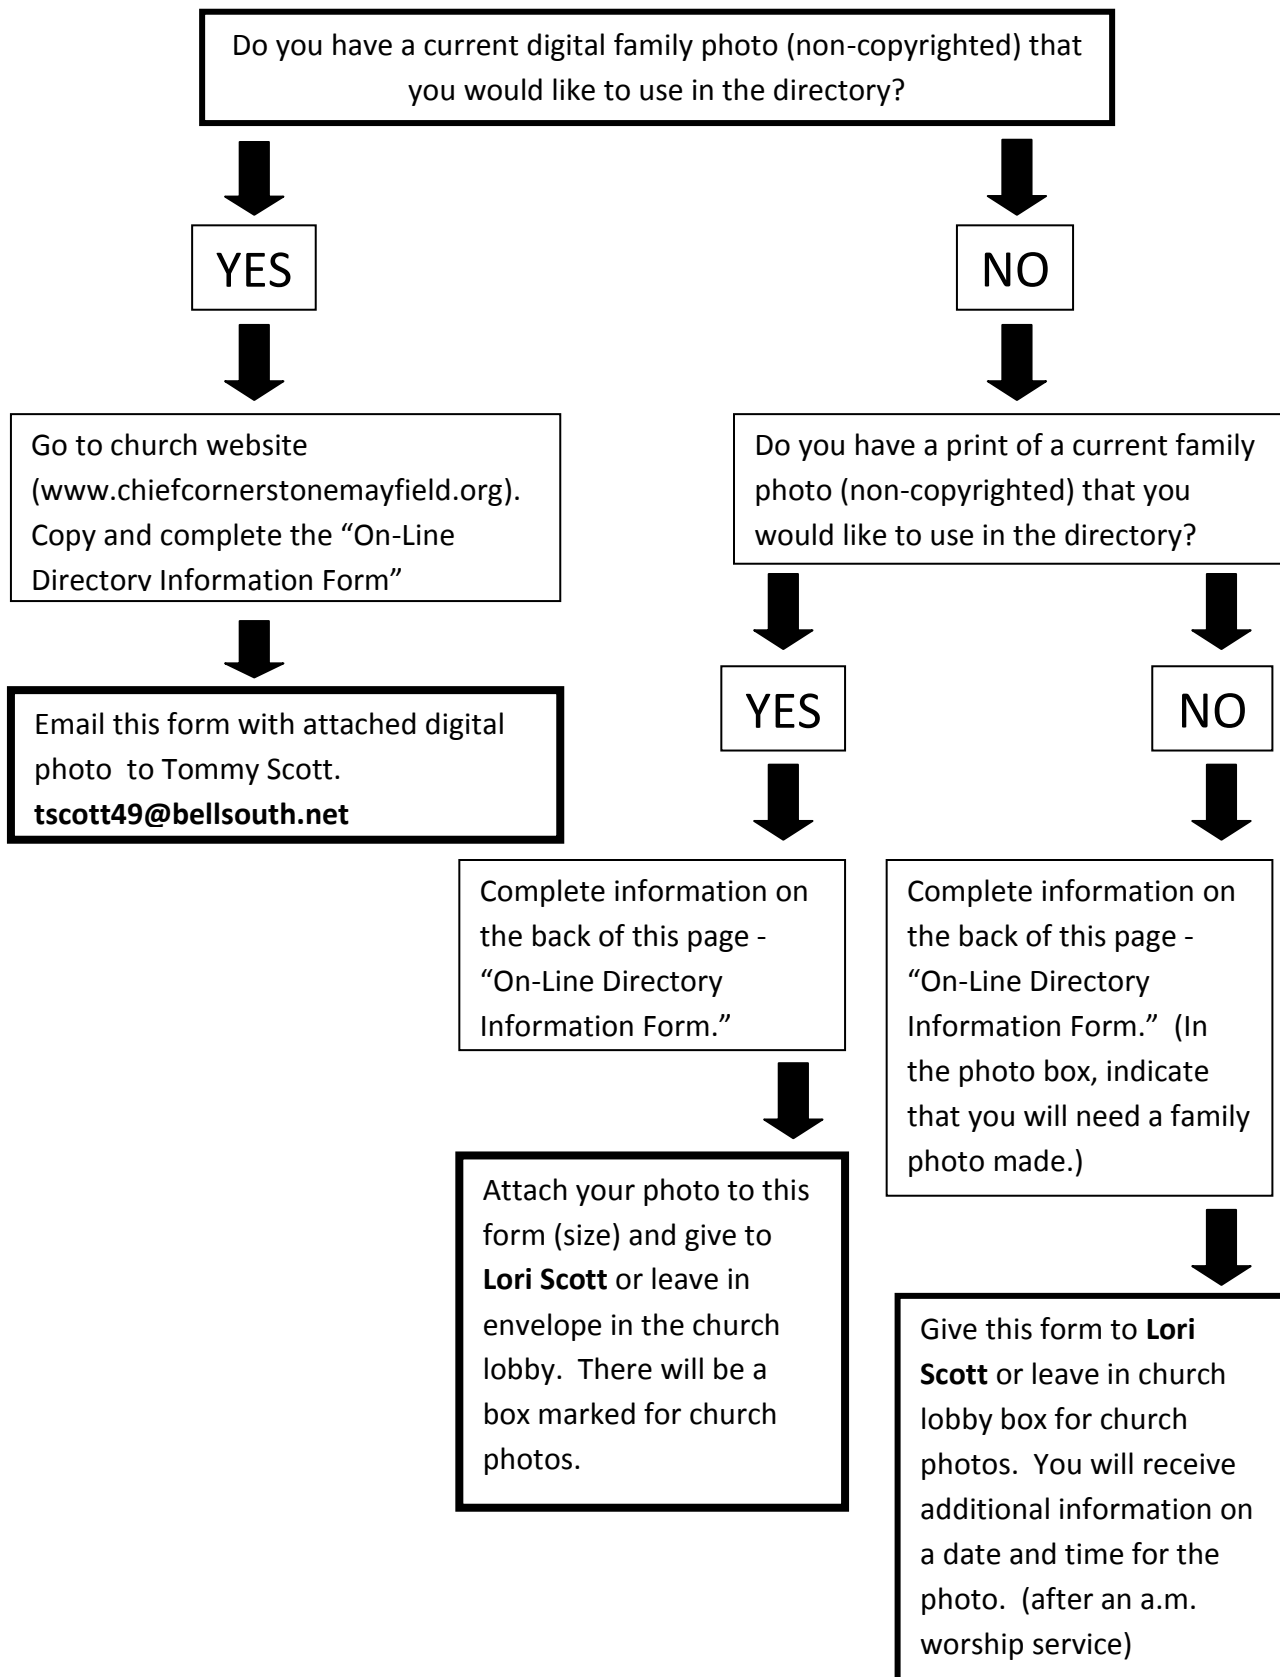 Do you have a current digital family photo (non-copyrighted) that
you would like to use in the directory?
YES
NO
Go to church website
(www.chiefcornerstonemayfield.org).
Copy and complete the “On-Line
Directory Information Form”
Email this form with attached digital
photo  to Tommy Scott.
tscott49@bellsouth.net
Do you have a print of a current family
photo (non-copyrighted) that you
would like to use in the directory?
YES
NO
Complete information on
the back of this page -
“On-Line Directory
Information Form.”
Attach your photo to this
form (size) and give to
Lori Scott or leave in
envelope in the church
lobby.  There will be a
box marked for church
photos.
Complete information on
the back of this page -
“On-Line Directory
Information Form.”  (In
the photo box, indicate
that you will need a family
photo made.)
Give this form to Lori
Scott or leave in church
lobby box for church
photos.  You will receive
additional information on
a date and time for the
photo.  (after an a.m.
worship service)